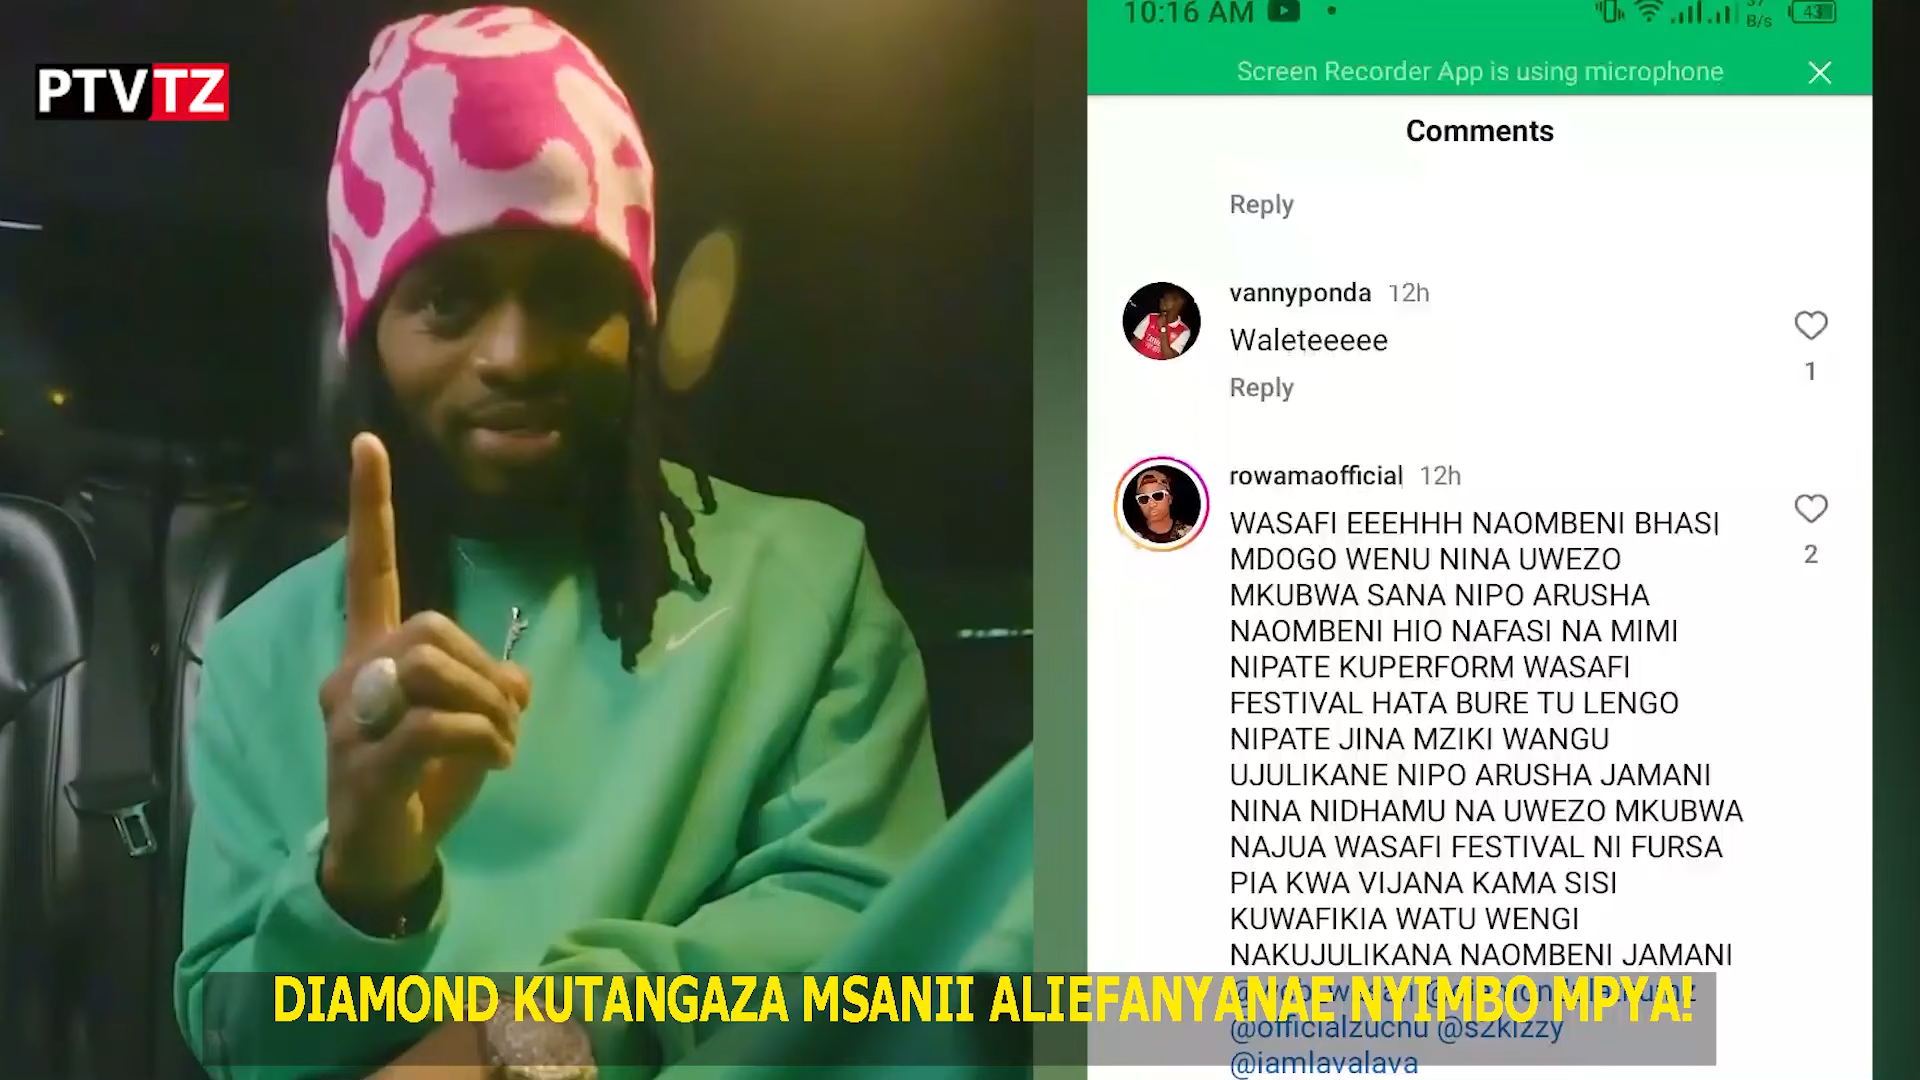 PTVTZ
10:16 AM
37
B/s
43
Screen Recorder App is using microphone
Comments
Reply
vannyponda 12h
Waleteeeee
1
Reply
rowamaofficial 12h
WASAFI EEEHHH NAOMBENI BHASI
MDOGO WENU NINA UWEZO
2
MKUBWA SANA NIPO ARUSHA
NAOMBENI HIO NAFASI NA MIMI
NIPATE KUPERFORM WASAFI
FESTIVAL HATA BURE TU LENGO
NIPATE JINA MZIKI WANGU
UJULIKANE NIPO ARUSHA JAMANI
NINA NIDHAMU NA UWEZO MKUBWA
NAJUA WASAFI FESTIVAL NI FURSA
PIA KWA VIJANA KAMA SISI
KUWAFIKIA WATU WENGI
NAKUJULIKANA NAOMBENI JAMANI
DIAMOND KUTANGAZA MSANII ALIEFANYANAE NYIMBO MPYA!
@officialzuchu @s2kizzy
@iamlavalava